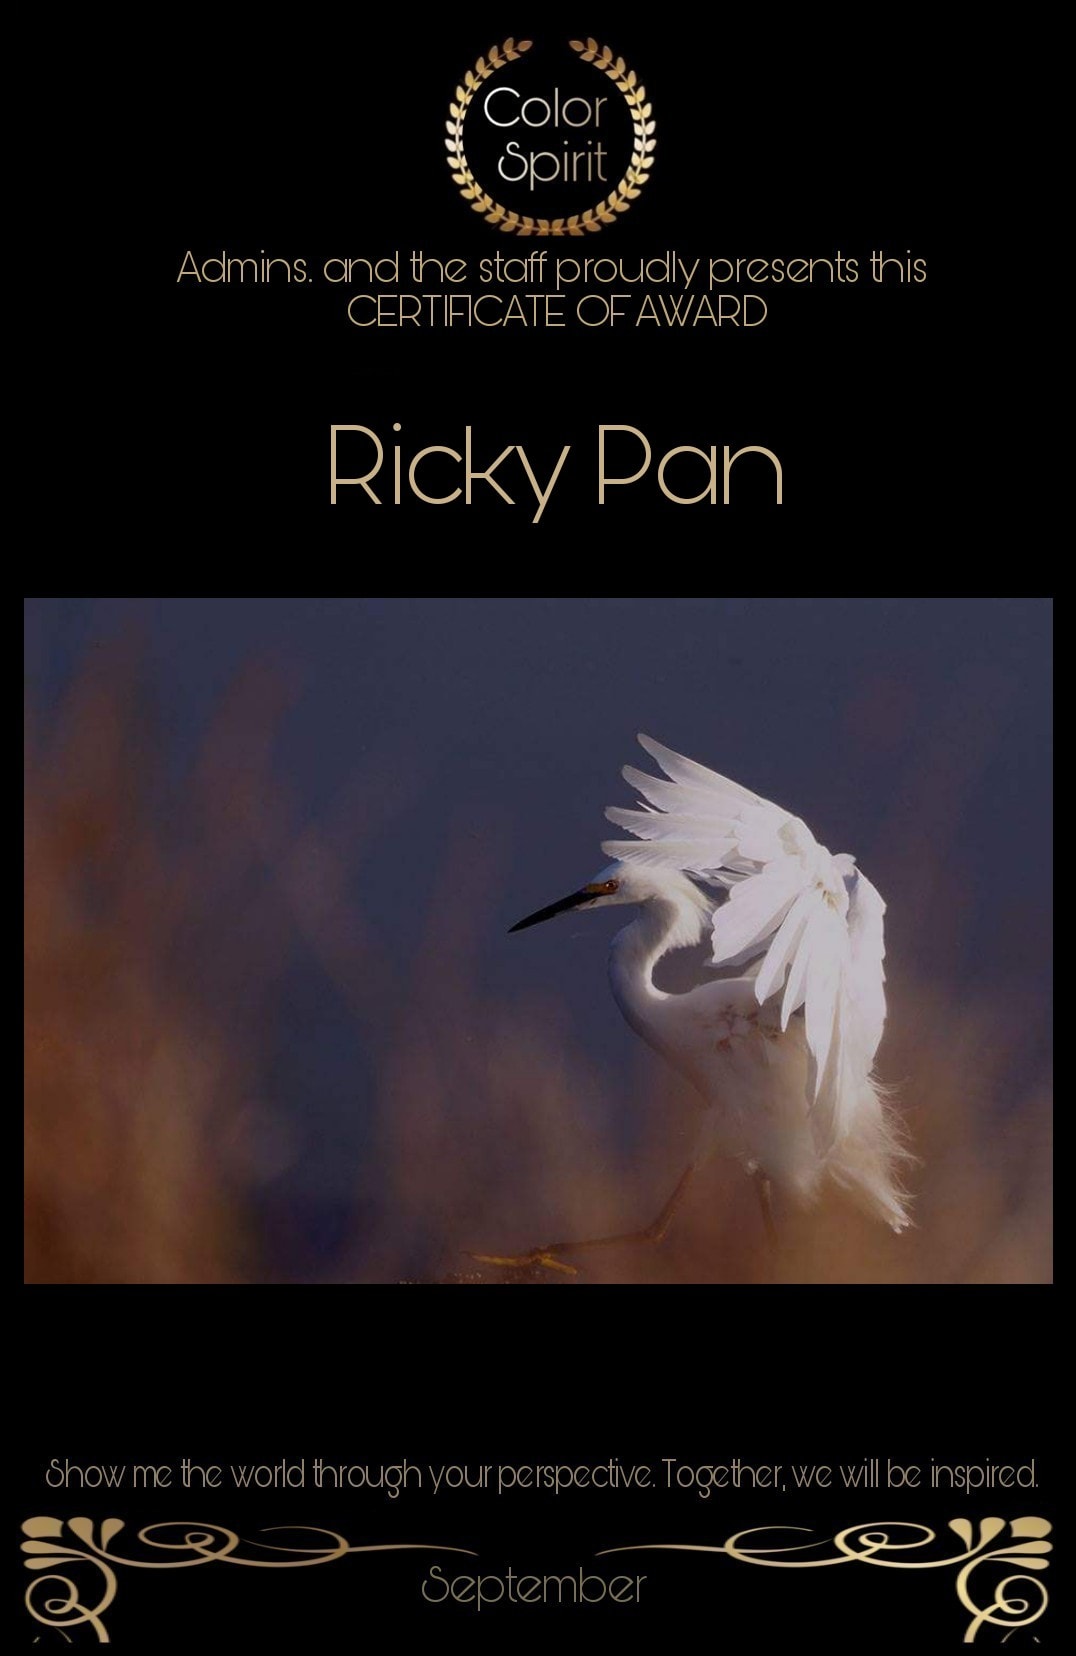 Color
Spirit
Admins. and the staff proudly presents this
CERTIFICATE OF AWARD
Ricky Pan
Show me the world through your perspective. Together, we will be inspired.
September